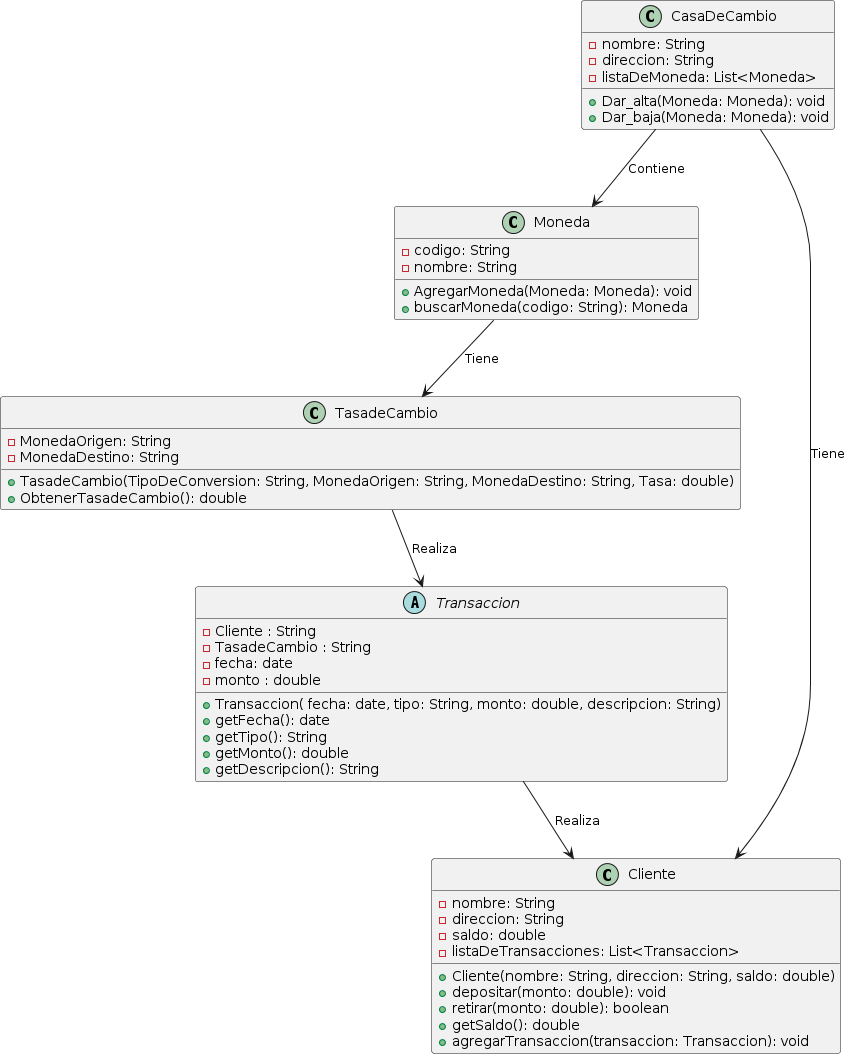 C CasaDeCambio
nombre: String
direccion: String
listaDeMoneda: List<Moneda>
Dar_alta(Moneda: Moneda): void
Dar_baja(Moneda: Moneda): void
Contiene
C Moneda
codigo: String
nombre: String
AgregarMoneda(Moneda: Moneda): void
buscarMoneda(codigo: String): Moneda
Tiene
C TasadeCambio
MonedaOrigen: String
MonedaDestino: String
TasadeCambio(TipoDeConversion: String, MonedaOrigen: String, MonedaDestino: String, Tasa: double)
ObtenerTasadeCambio(): double
Tiene
Realiza
A Transaccion
Cliente : String
TasadeCambio : String
fecha: date
monto : double
Transaccion( fecha: date, tipo: String, monto: double, descripcion: String)
getFecha(): date
getTipo(): String
getMonto(): double
getDescripcion(): String
Realiza
C Cliente
nombre: String
direccion: String
saldo: double
listaDeTransacciones: List<Transaccion>
Cliente(nombre: String, direccion: String, saldo: double)
depositar(monto: double): void
retirar(monto: double): boolean
getSaldo(): double
agregarTransaccion(transaccion: Transaccion): void